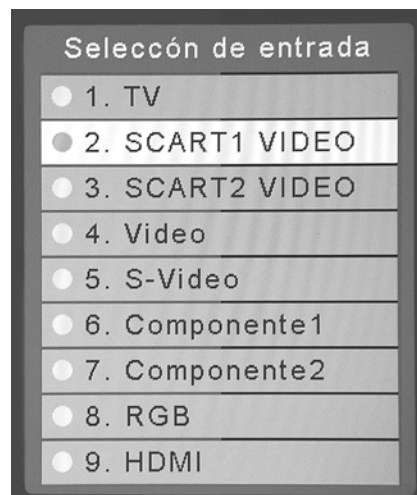 Seleccón de entrada
1. TV
2. SCART1 VIDEO
3. SCART2 VIDEO
4. Video
5. S-Video
6. Componente1
7. Componente2
8. RGB
9. HDMI